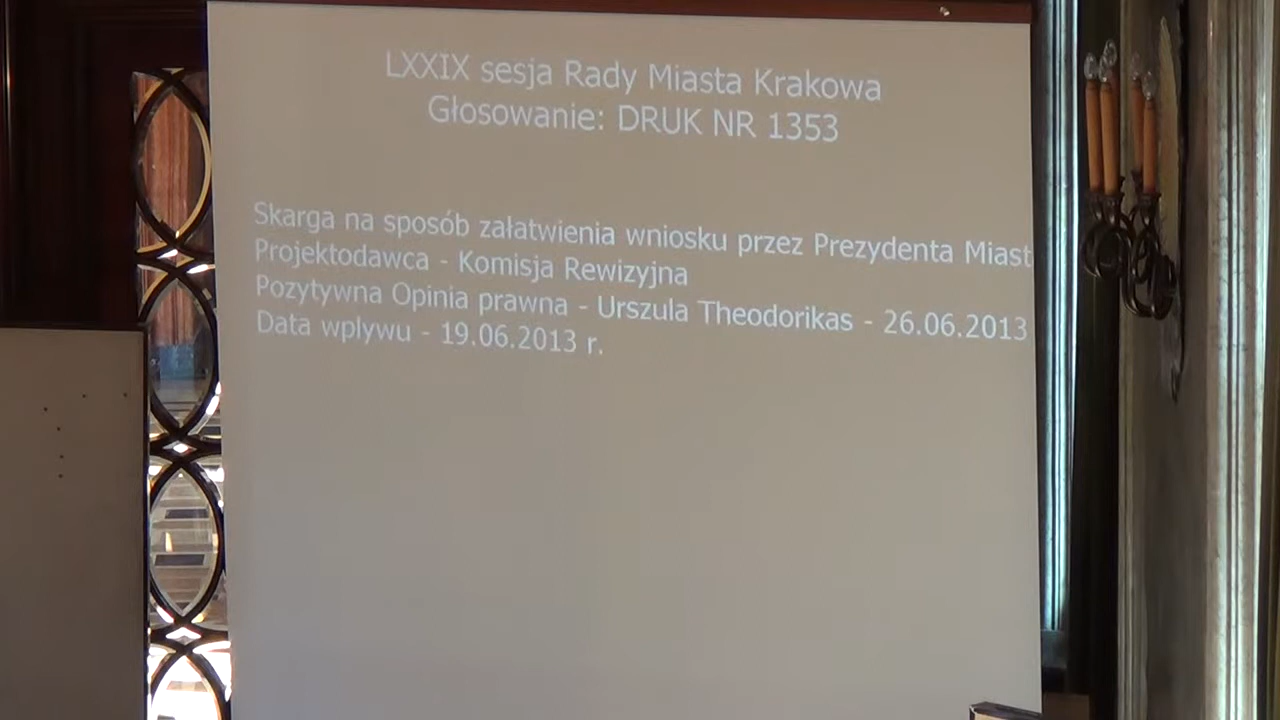 LXXIX sesja Rady Miasta Krakowa
Głosowanie: DRUK NR 1353
Skarga na sposób załatwienia wniosku przez Prezydenta Miast
Projektodawca - Komisja Rewizyjna
Pozytywna Opinia prawna - Urszula Theodorikas - 26.06.2013
Data wpływu - 19.06.2013 r.